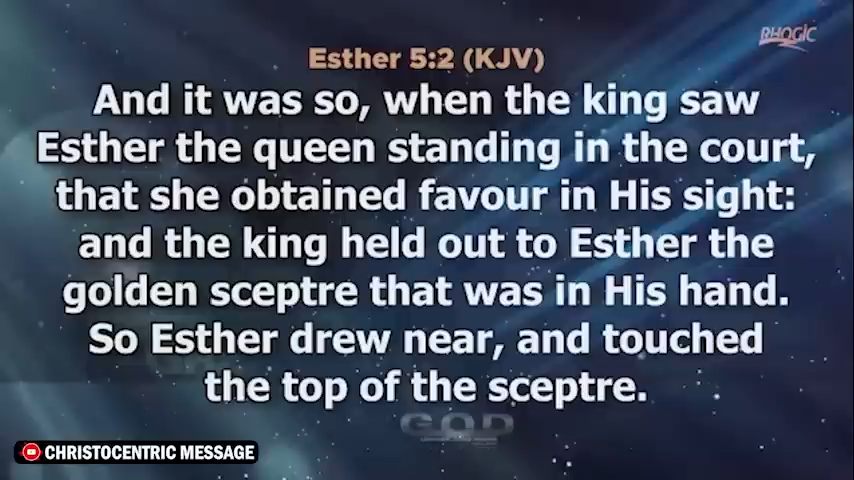 RHOGIC
Esther 5:2 (KJV)
And it was so, when the king saw
Esther the queen standing in the court,
that she obtained favour in His sight:
and the king held out to Esther the
golden sceptre that was in His hand.
So Esther drew near, and touched
the top of the sceptre.
GOD
CHRISTOCENTRIC MESSAGE